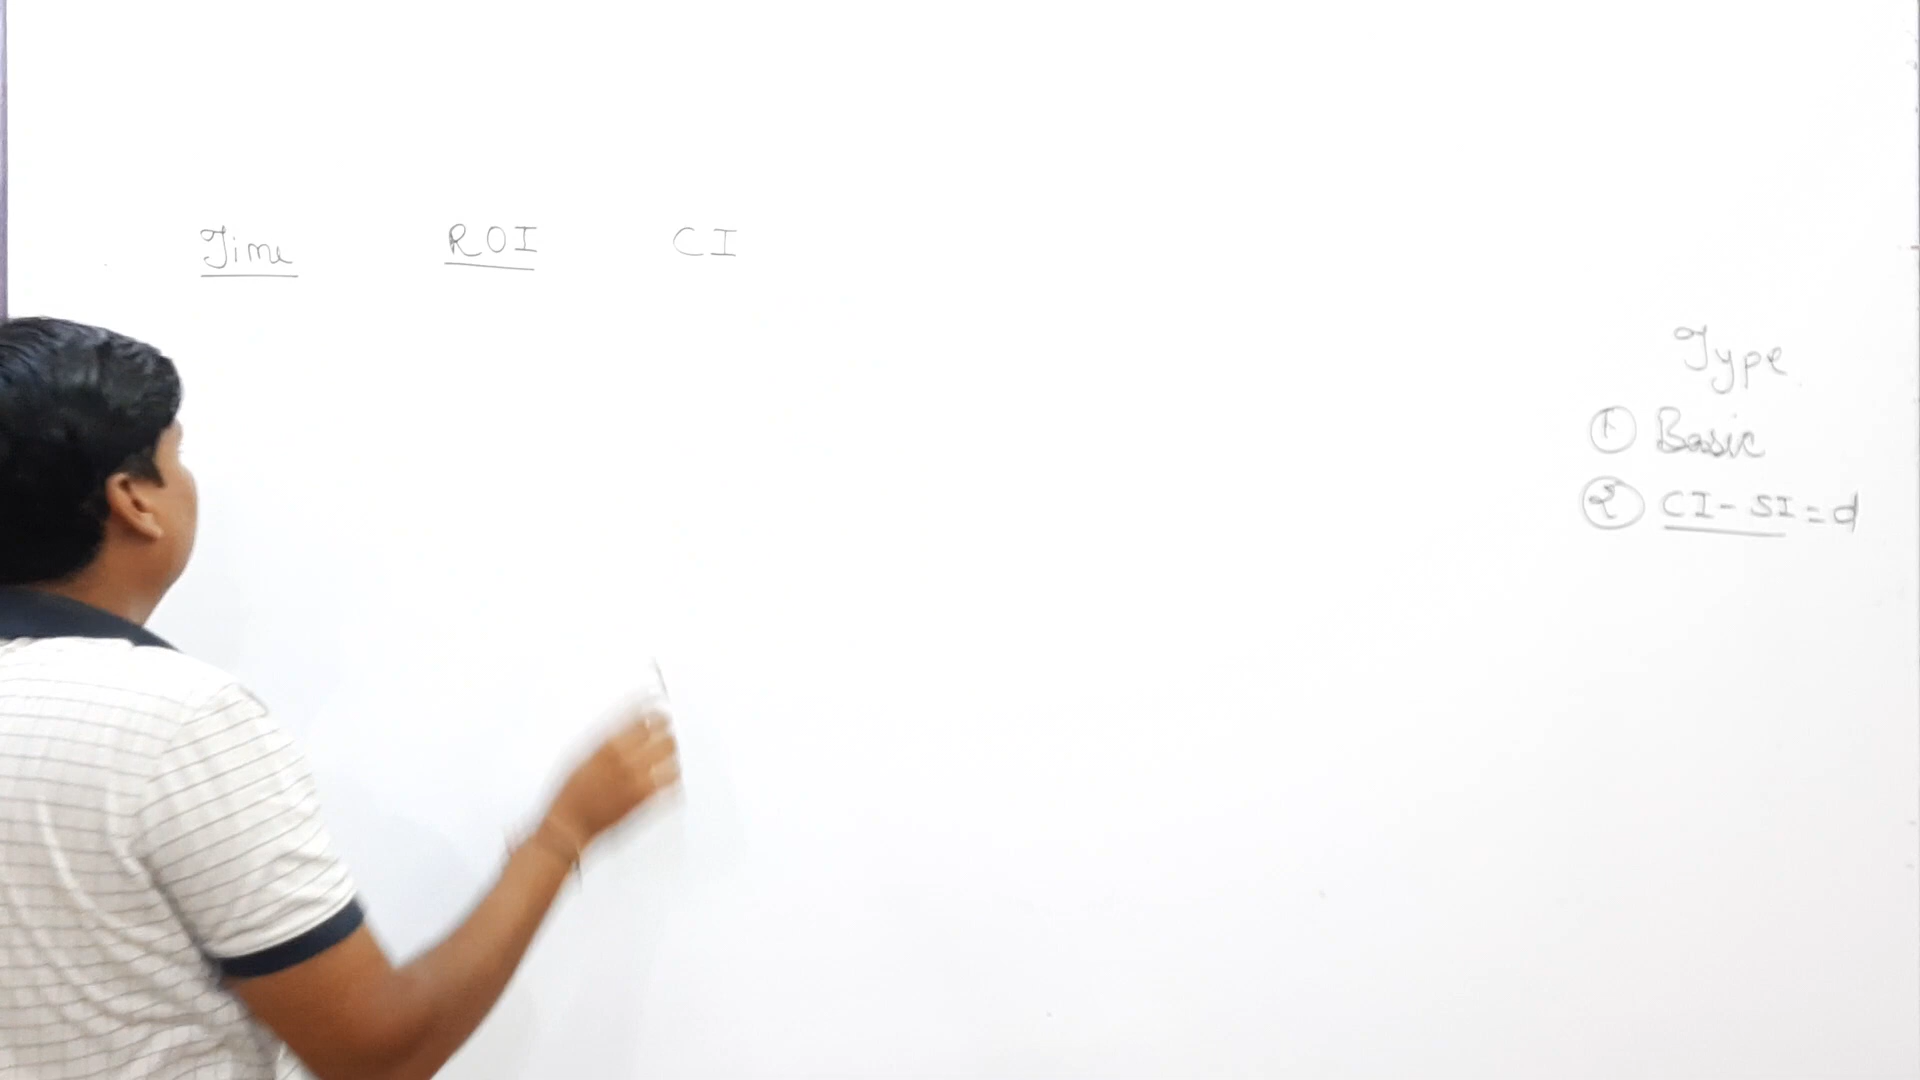 Time ROI CI
Type
① Basic
② CI - SI = d